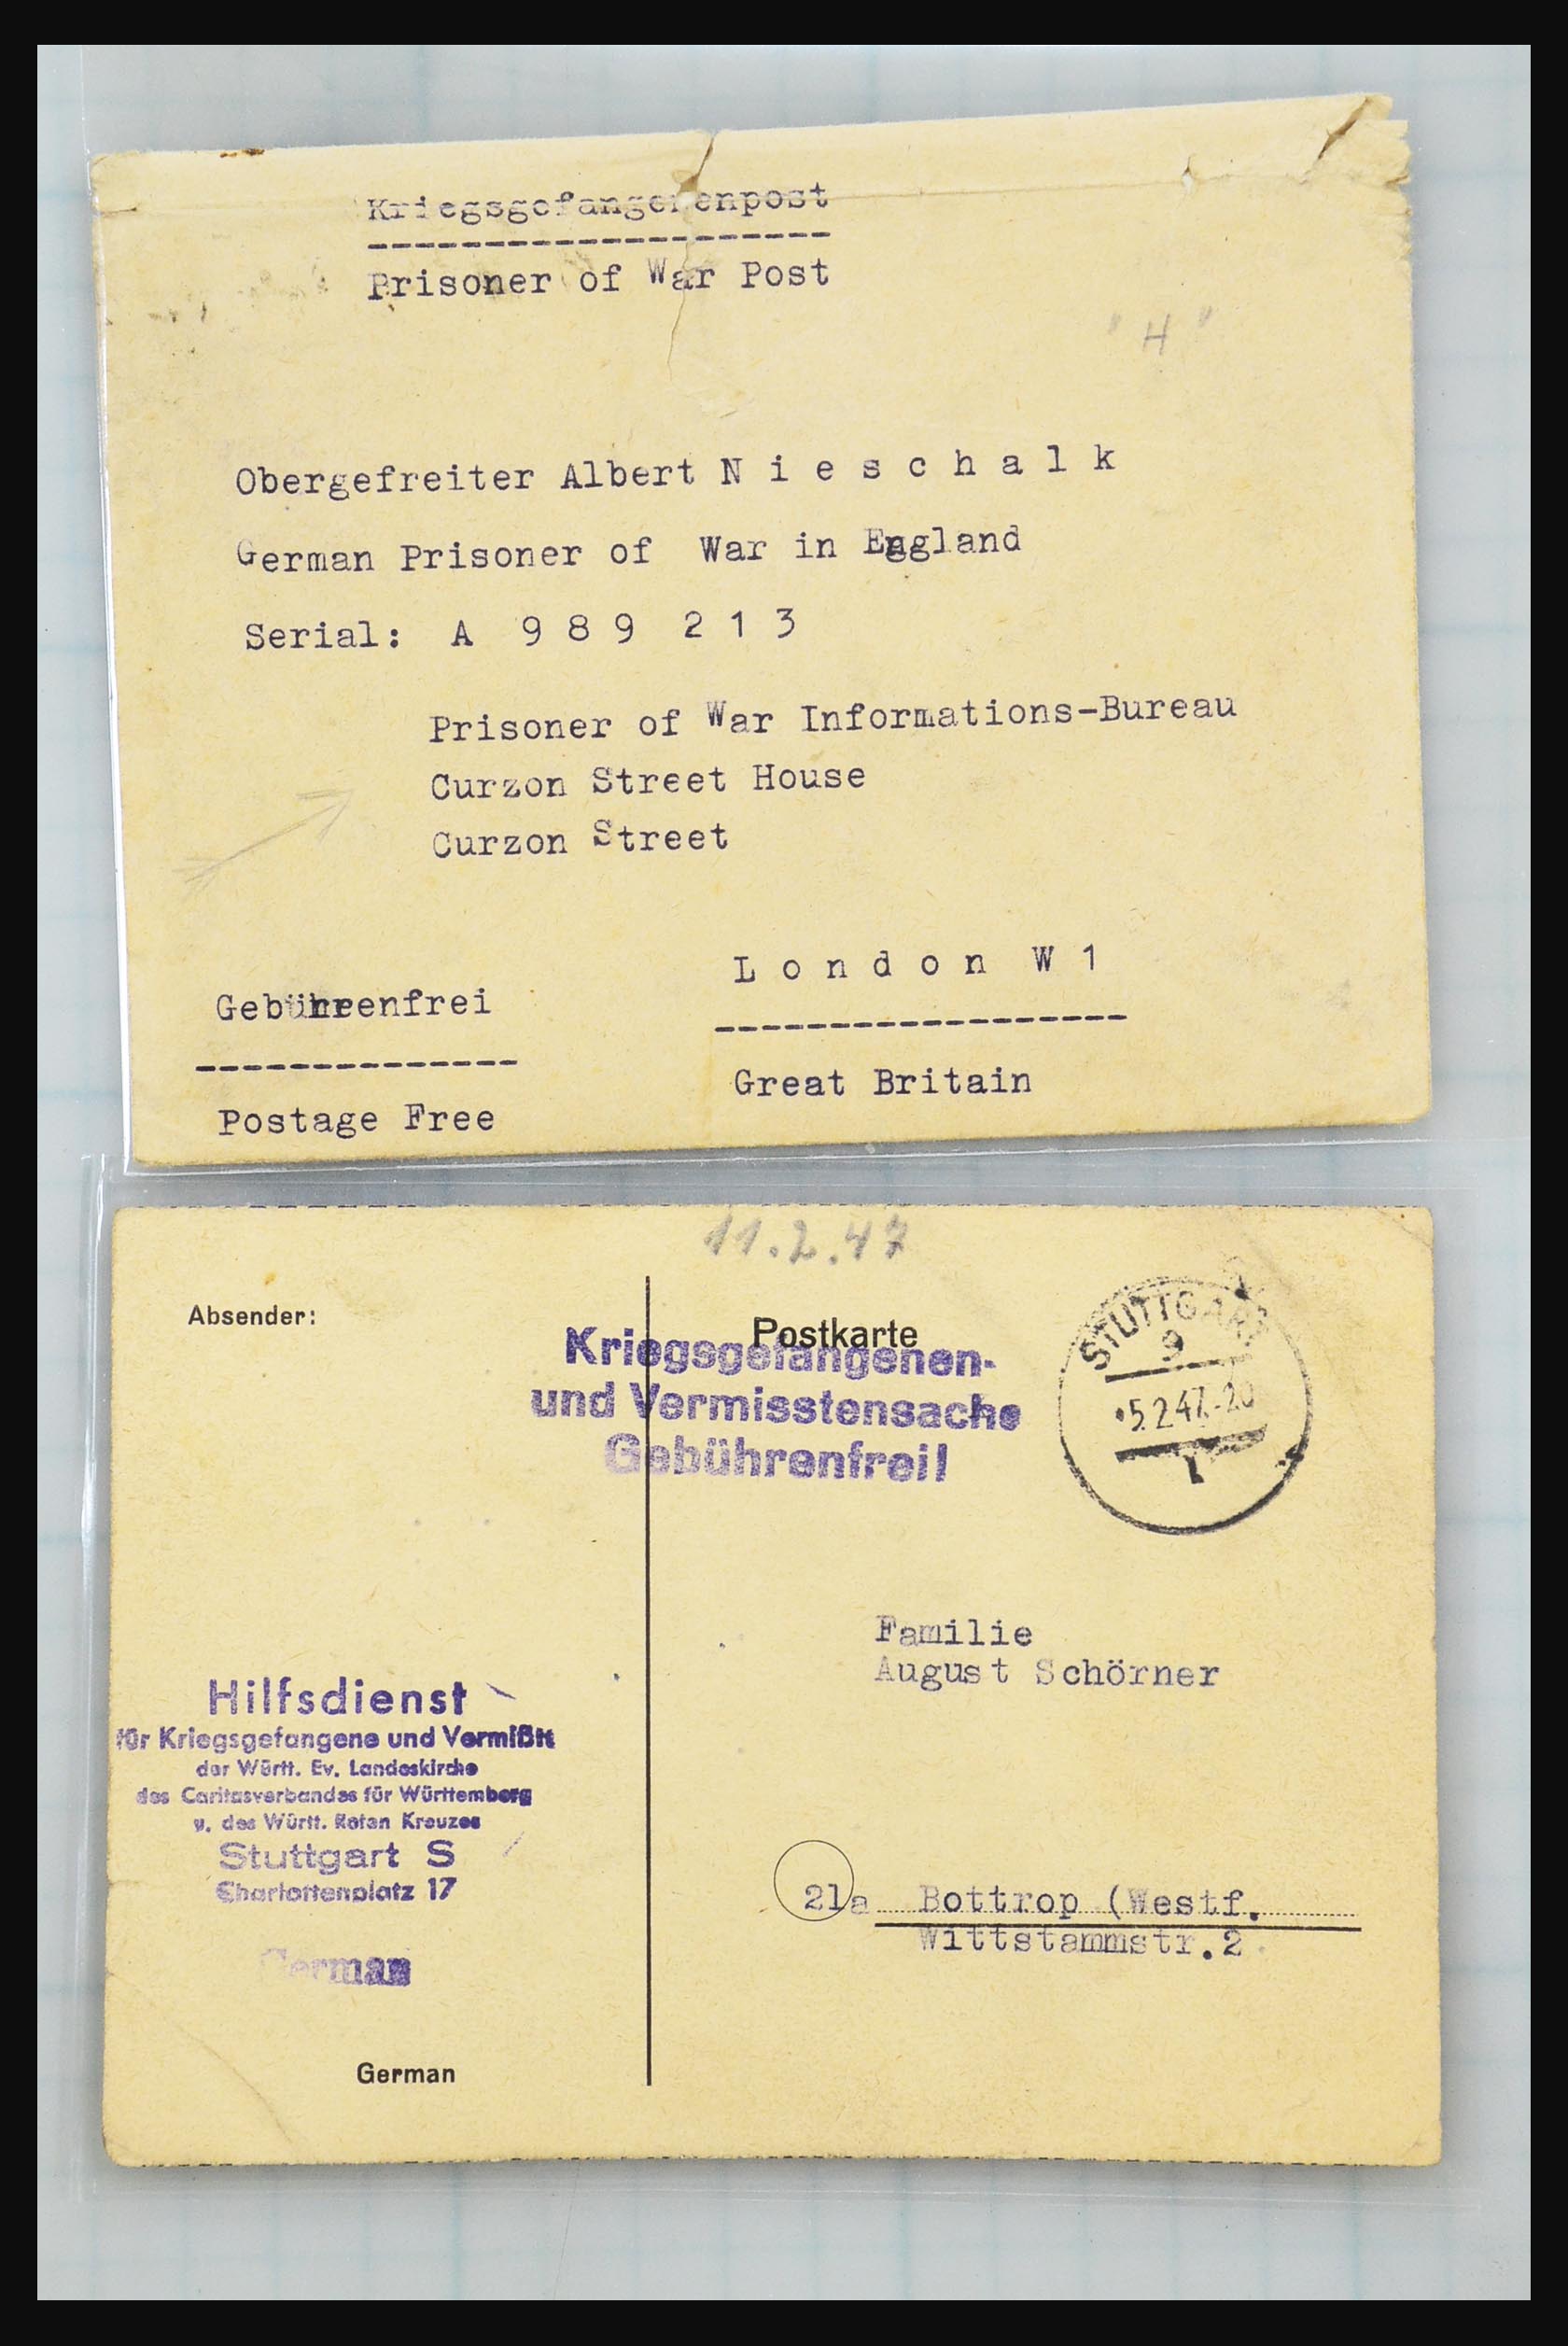 Kriegsgefangenenpost
Prisoner of War Post
" H "
Obergefreiter Albert N i e s c h a l k
German Prisoner of War in England
Serial: A 9 8 9 2 1 3
Prisoner of War Informations-Bureau
Curzon Street House
Curzon Street
L o n d o n W 1
Gebührenfrei
Great Britain
Postage Free
11.2.47
Absender:
Postkarte
Kriegsgefangenen-
und Vermisstensache
Gebührenfrei!
STUTTGART
9
5.2.47.-20
Familie
August Schörner
Hilfsdienst
für Kriegsgefangene und Vermißte
der Württ. Ev. Landeskirche
des Caritasverbandes für Württemberg
u. des Württ. Roten Kreuzes
Stuttgart S
Charlottenplatz 17
21a Bottrop (Westf.
Wittstammstr.2
German
German